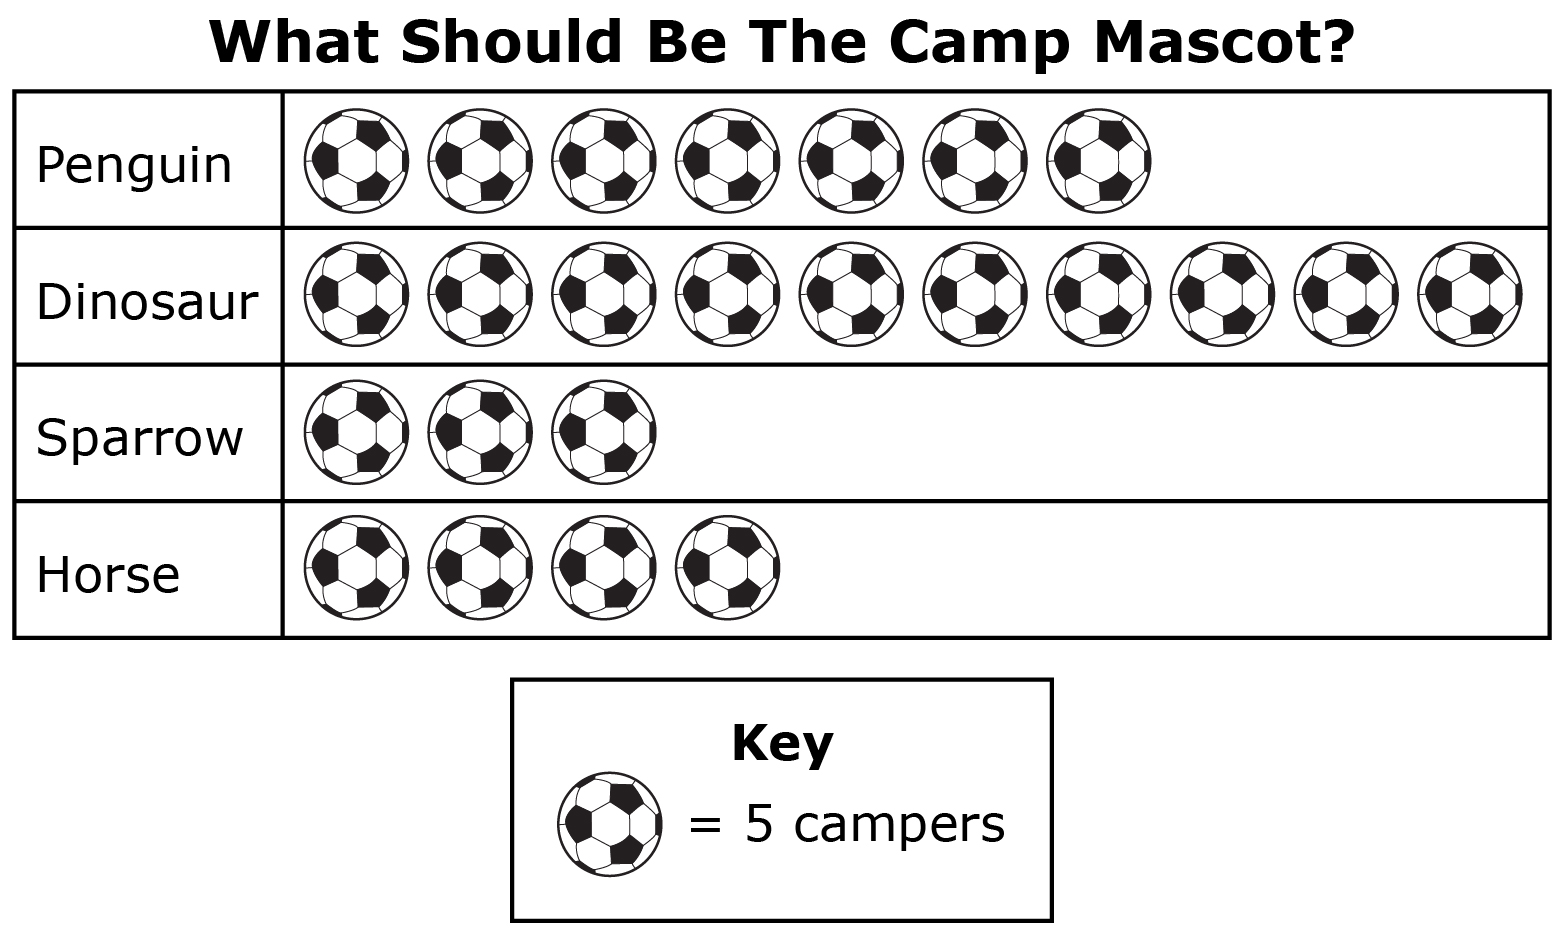 What Should Be The Camp Mascot?
Penguin
Dinosaur
Sparrow
Horse
Key
= 5 campers